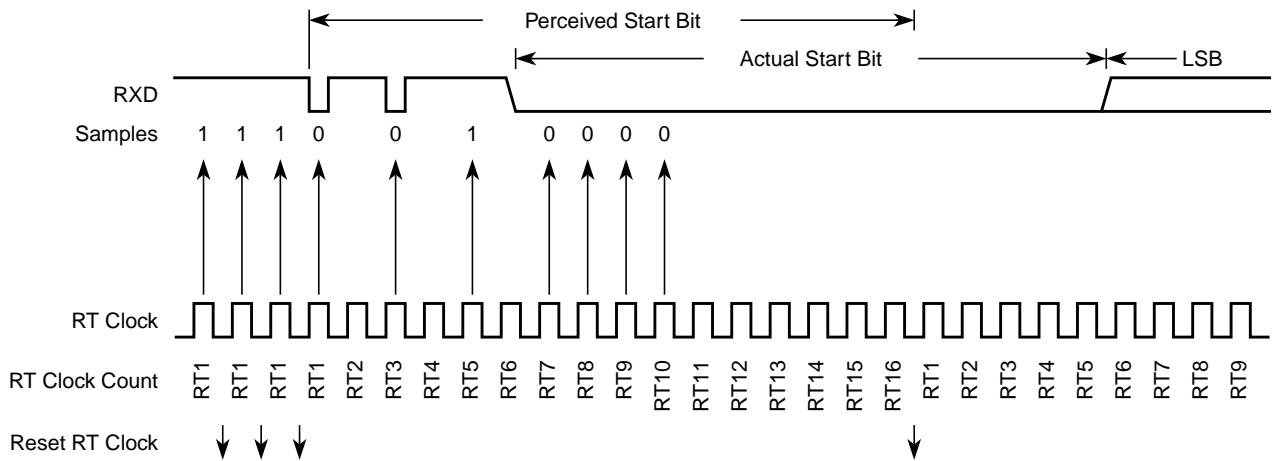 Perceived Start Bit
Actual Start Bit
LSB
RXD
Samples 1 1 1 0 0 1 0 0 0 0
RT Clock
RT Clock Count RT1 RT1 RT1 RT1 RT2 RT3 RT4 RT5 RT6 RT7 RT8 RT9 RT10 RT11 RT12 RT13 RT14 RT15 RT16 RT1 RT2 RT3 RT4 RT5 RT6 RT7 RT8 RT9
Reset RT Clock